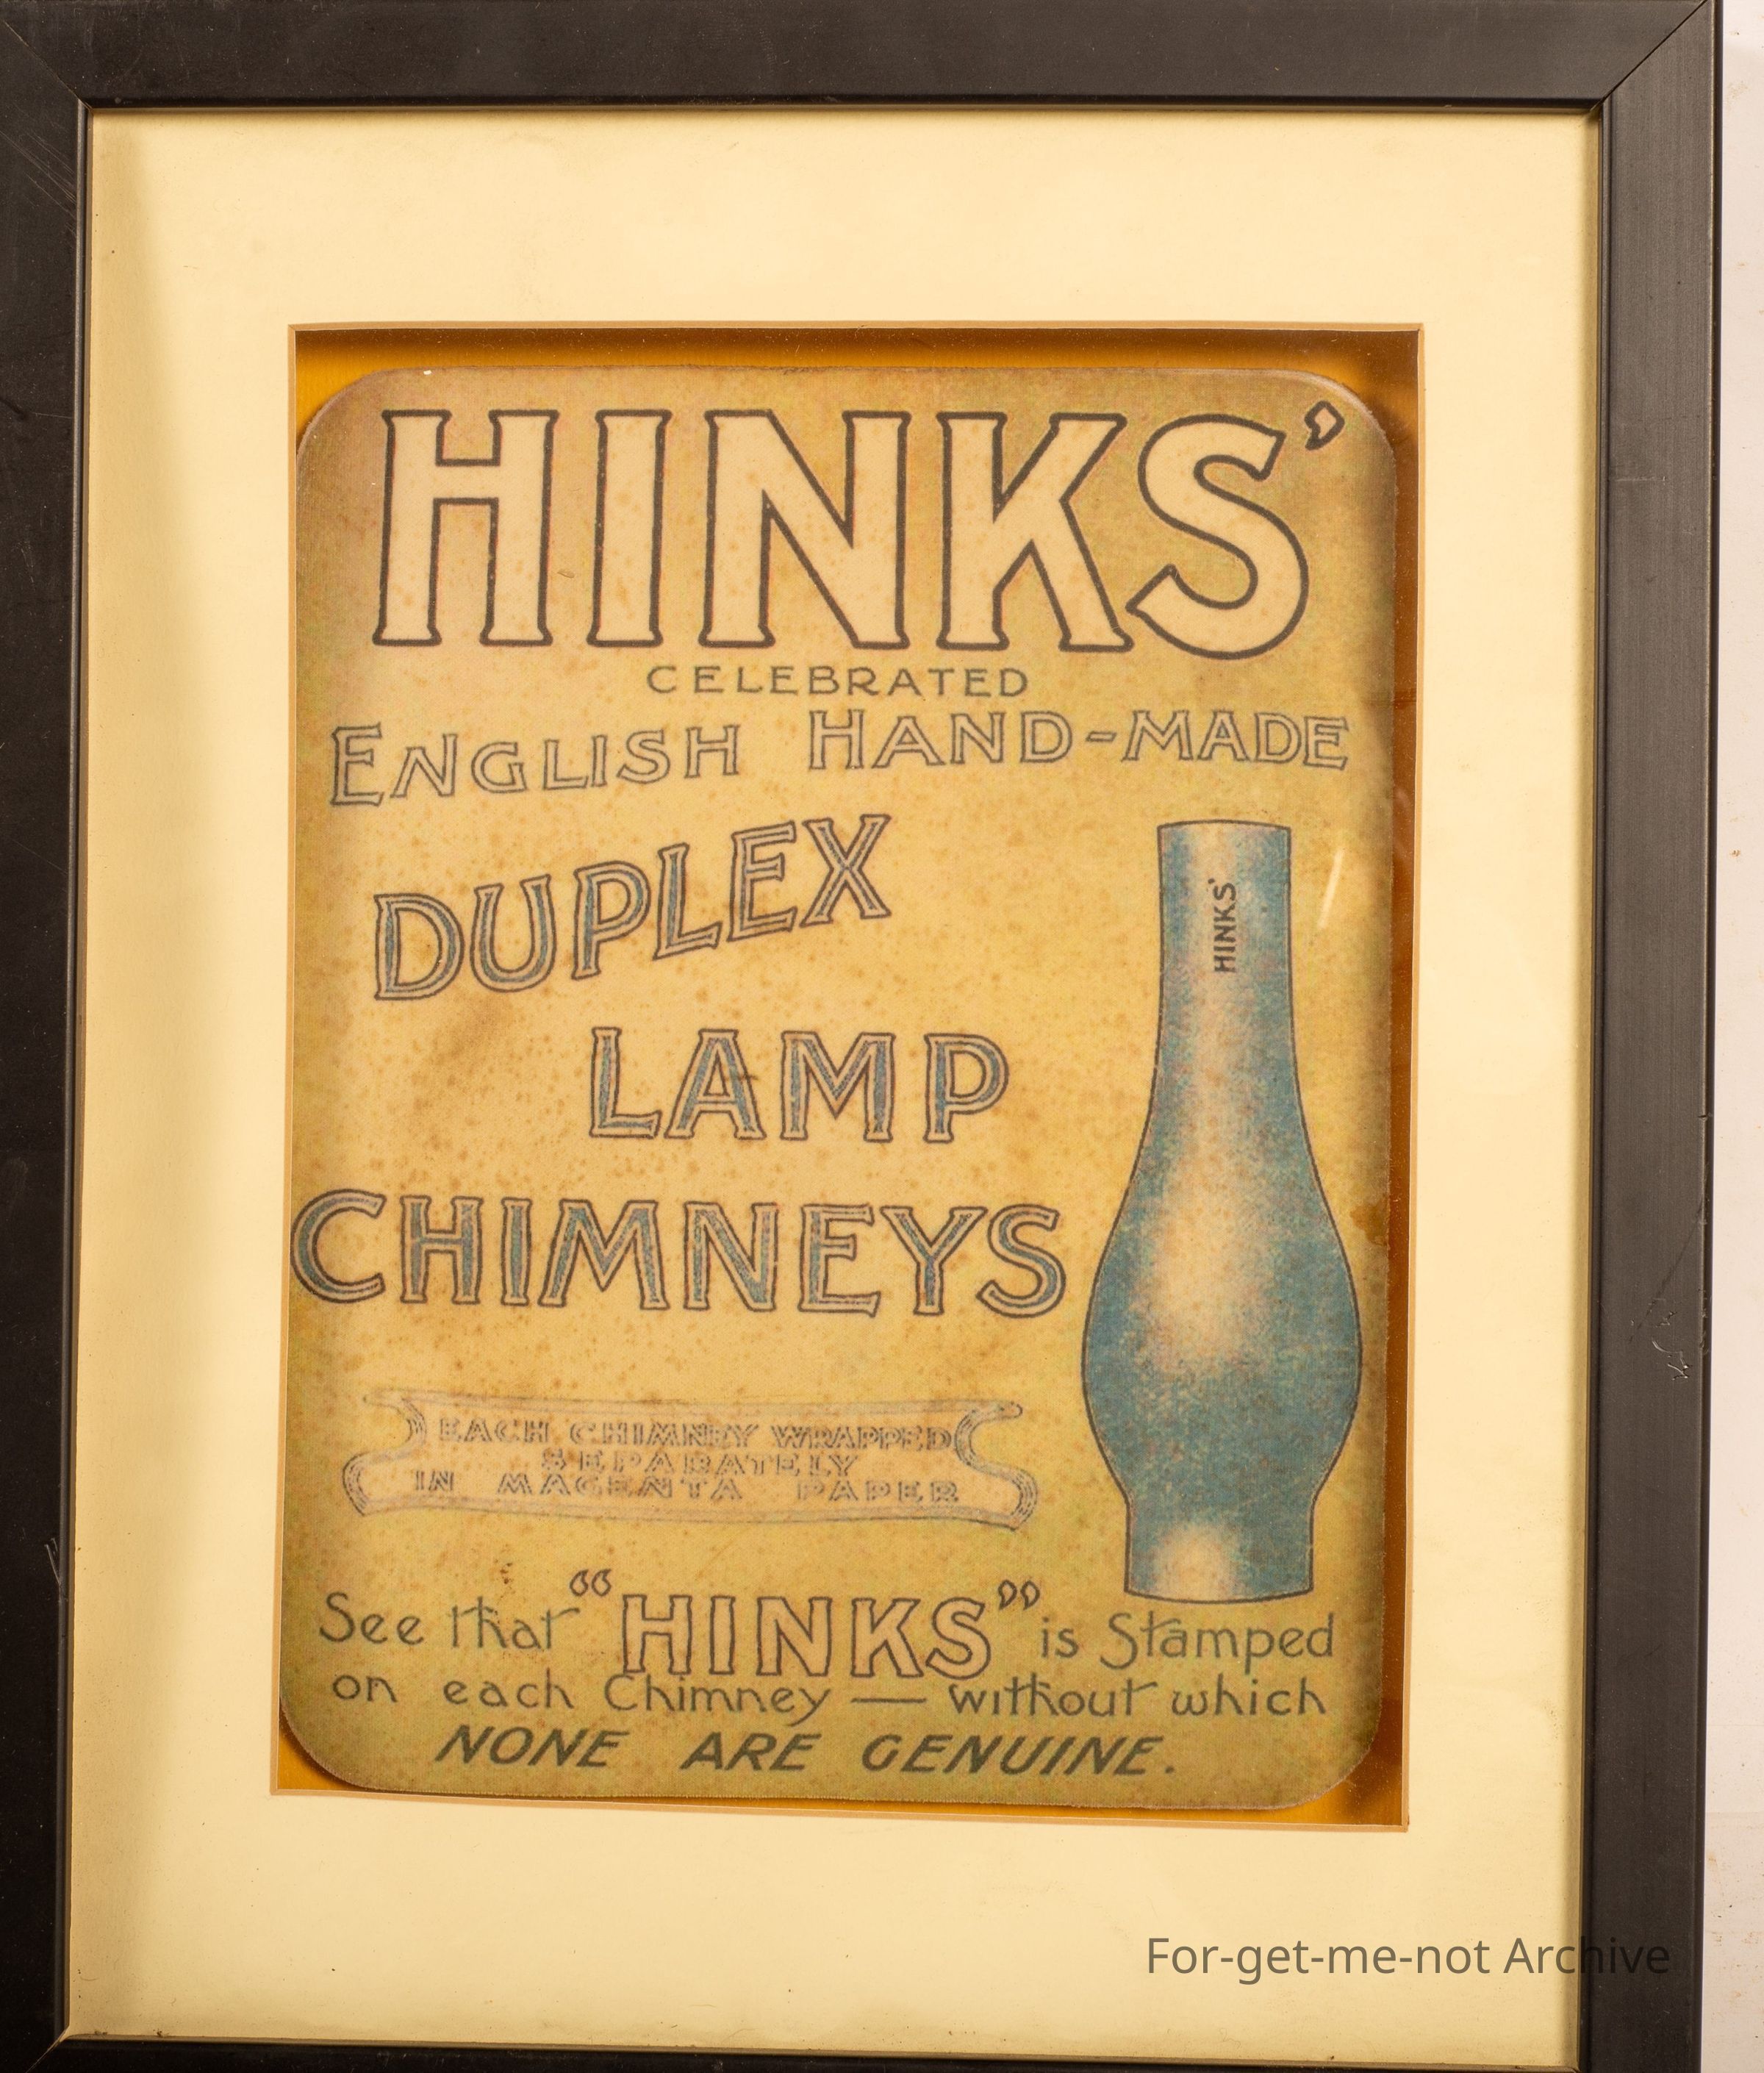 HINKS'
CELEBRATED
ENGLISH HAND-MADE
DUPLEX
LAMP
CHIMNEYS
HINKS'
EACH CHIMNEY WRAPPED
SEPARATELY
IN MAGENTA PAPER
See that "HINKS" is Stamped
on each Chimney — without which
NONE ARE GENUINE.
For-get-me-not Archive